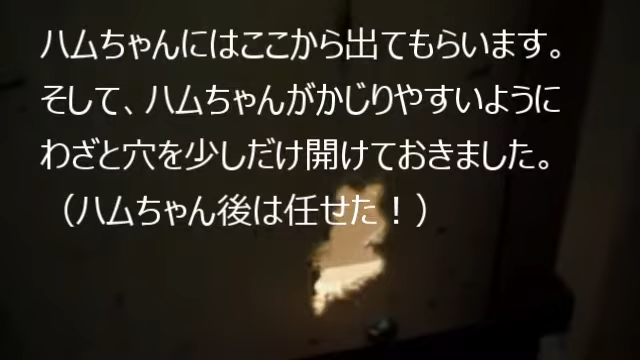 ハムちゃんにはここから出てもらいます。
そして、ハムちゃんがかじりやすいように
わざと穴を少しだけ開けておきました。
（ハムちゃん後は任せた！）